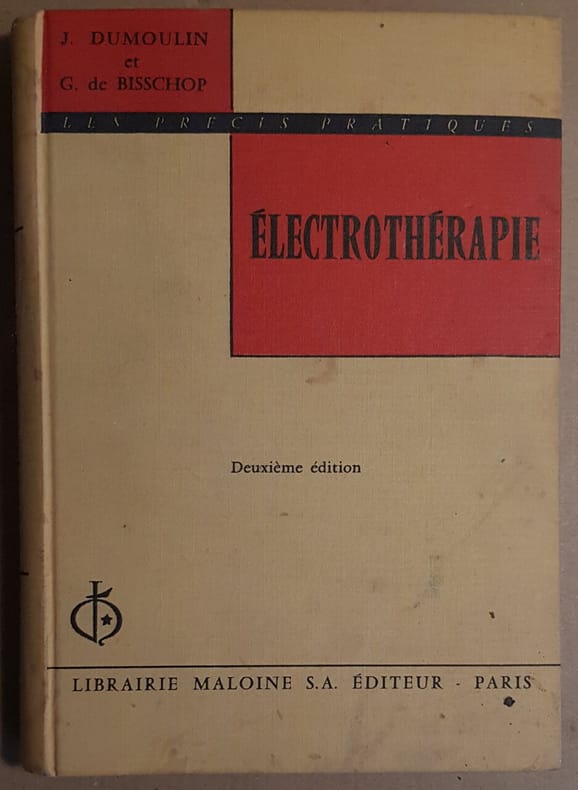 J. DUMOULIN
et
G. de BISSCHOP
LES PRÉCIS PRATIQUES
ÉLECTROTHÉRAPIE
Deuxième édition
LIBRAIRIE MALOINE S.A. ÉDITEUR - PARIS